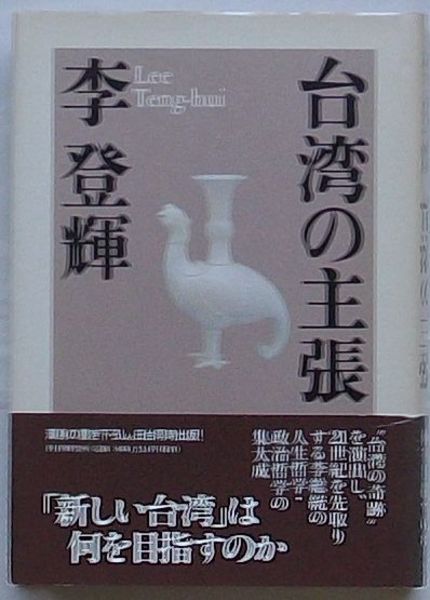 台湾の主張
李登輝
Lee
Teng-hui
"台湾の奇跡"
を演出し、
21世紀を先取り
する李総統の
人生哲学・
政治哲学の
集大成
「新しい台湾」は
何を目指すのか